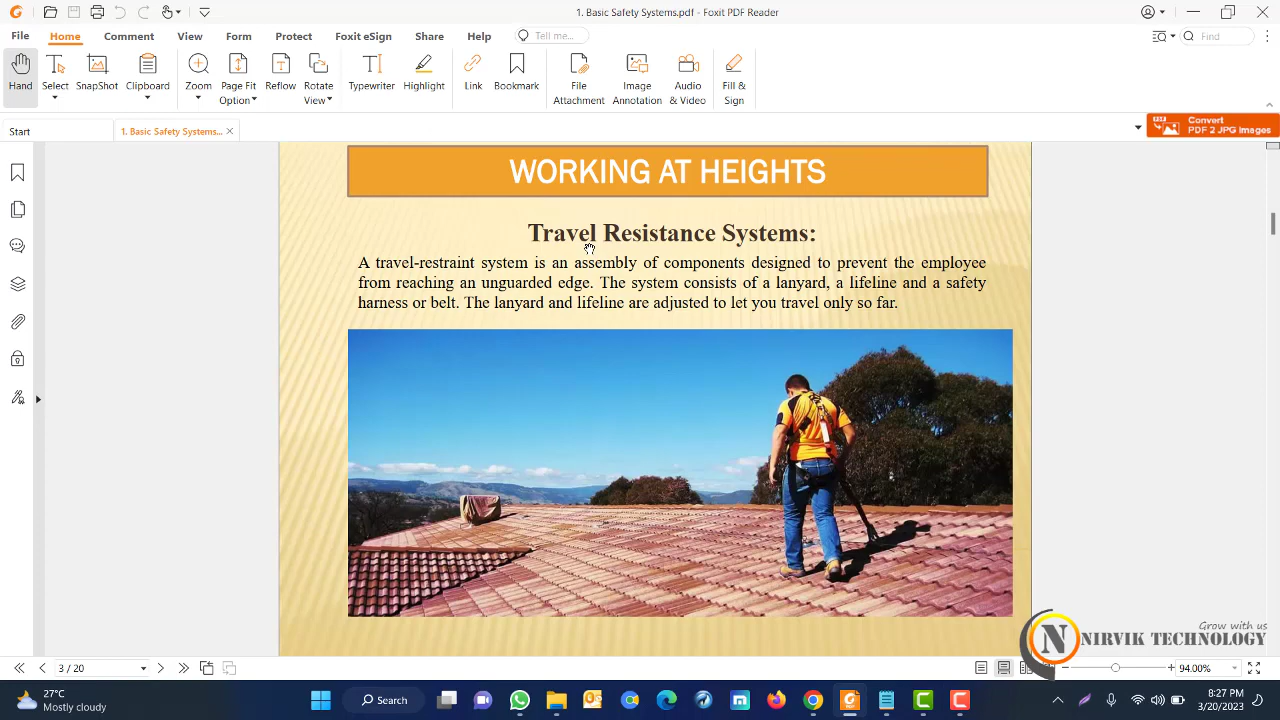 1. Basic Safety Systems.pdf - Foxit PDF Reader
File Home Comment View Form Protect Foxit eSign Share Help Tell me... Find
Hand Select SnapShot Clipboard Zoom Page Fit Option Reflow Rotate View Typewriter Highlight Link Bookmark File Attachment Image Annotation Audio & Video Fill & Sign
Start 1. Basic Safety Systems... Convert
PDF 2 JPG Images
WORKING AT HEIGHTS
Travel Resistance Systems:
A travel-restraint system is an assembly of components designed to prevent the employee
from reaching an unguarded edge. The system consists of a lanyard, a lifeline and a safety
harness or belt. The lanyard and lifeline are adjusted to let you travel only so far.
Grow with us
N NIRVIK TECHNOLOGY
3 / 20 94.00%
27°C
Mostly cloudy
Search
8:27 PM
3/20/2023